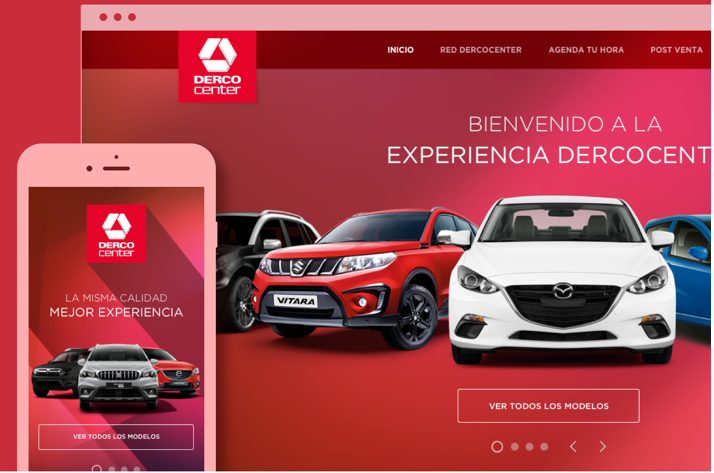 DERCO
center
INICIO
RED DERCOCENTER
AGENDA TU HORA
POST VENTA
BIENVENIDO A LA
EXPERIENCIA DERCOCENT
VITARA
VER TODOS LOS MODELOS
DERCO
center
LA MISMA CALIDAD
MEJOR EXPERIENCIA
VER TODOS LOS MODELOS